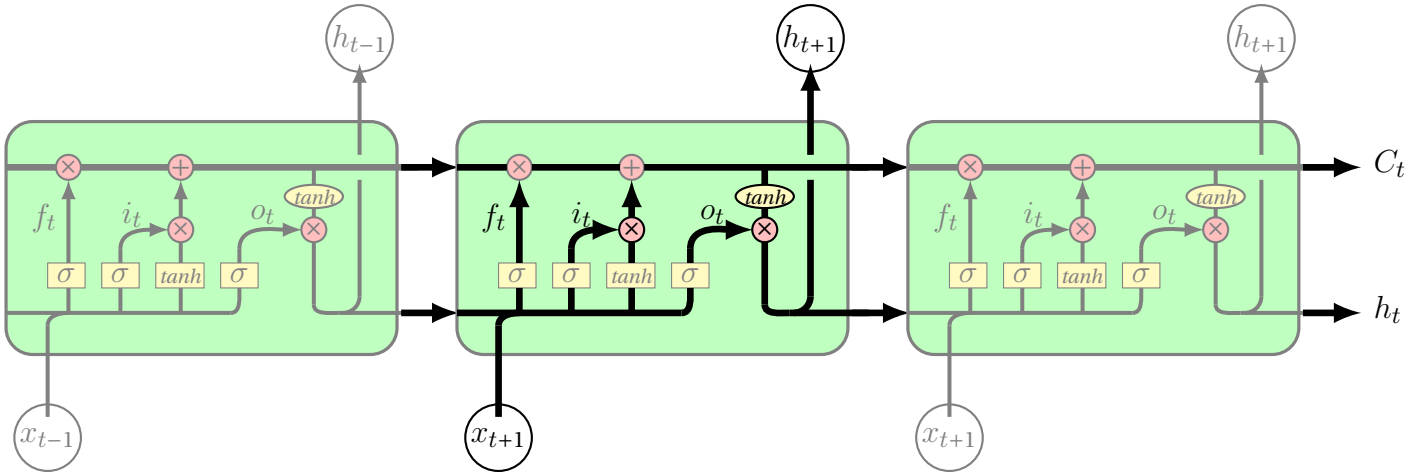 h_{t−1} h_{t+1} h_{t+1}
× + × + × + C_t
tanh tanh tanh
f_t i_t × o_t × f_t i_t × o_t × f_t i_t × o_t ×
σ σ tanh σ σ σ tanh σ σ σ tanh σ
h_t
x_{t−1} x_{t+1} x_{t+1}